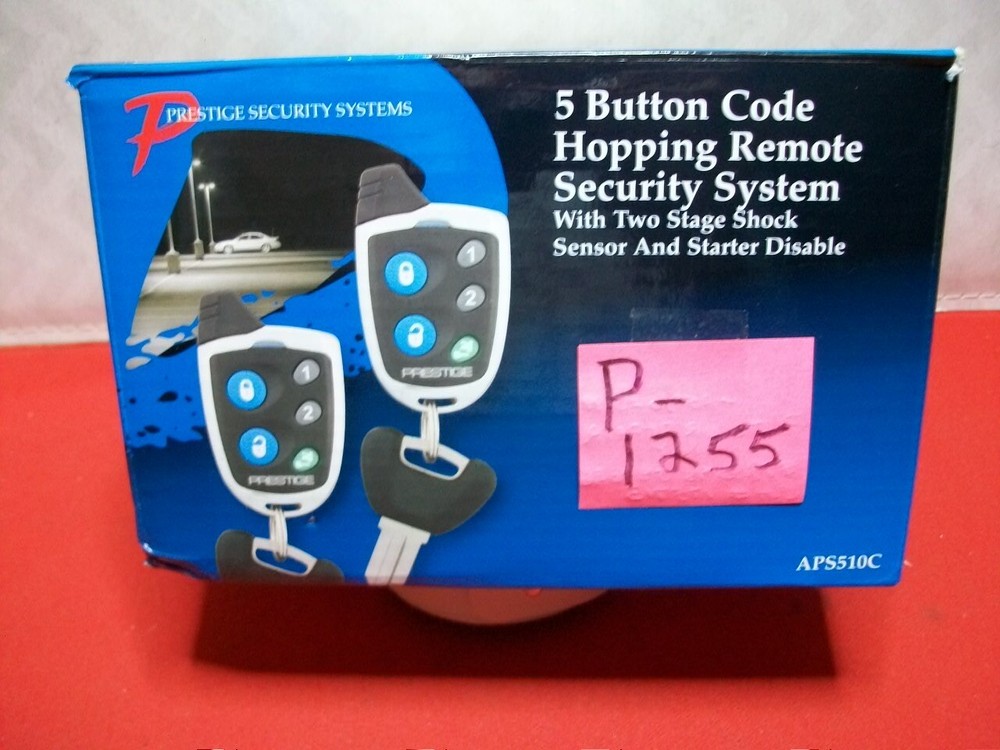 PRESTIGE SECURITY SYSTEMS
5 Button Code
Hopping Remote
Security System
With Two Stage Shock
Sensor And Starter Disable
1
2
PRESTIGE
1
2
PRESTIGE
P-
1255
APS510C